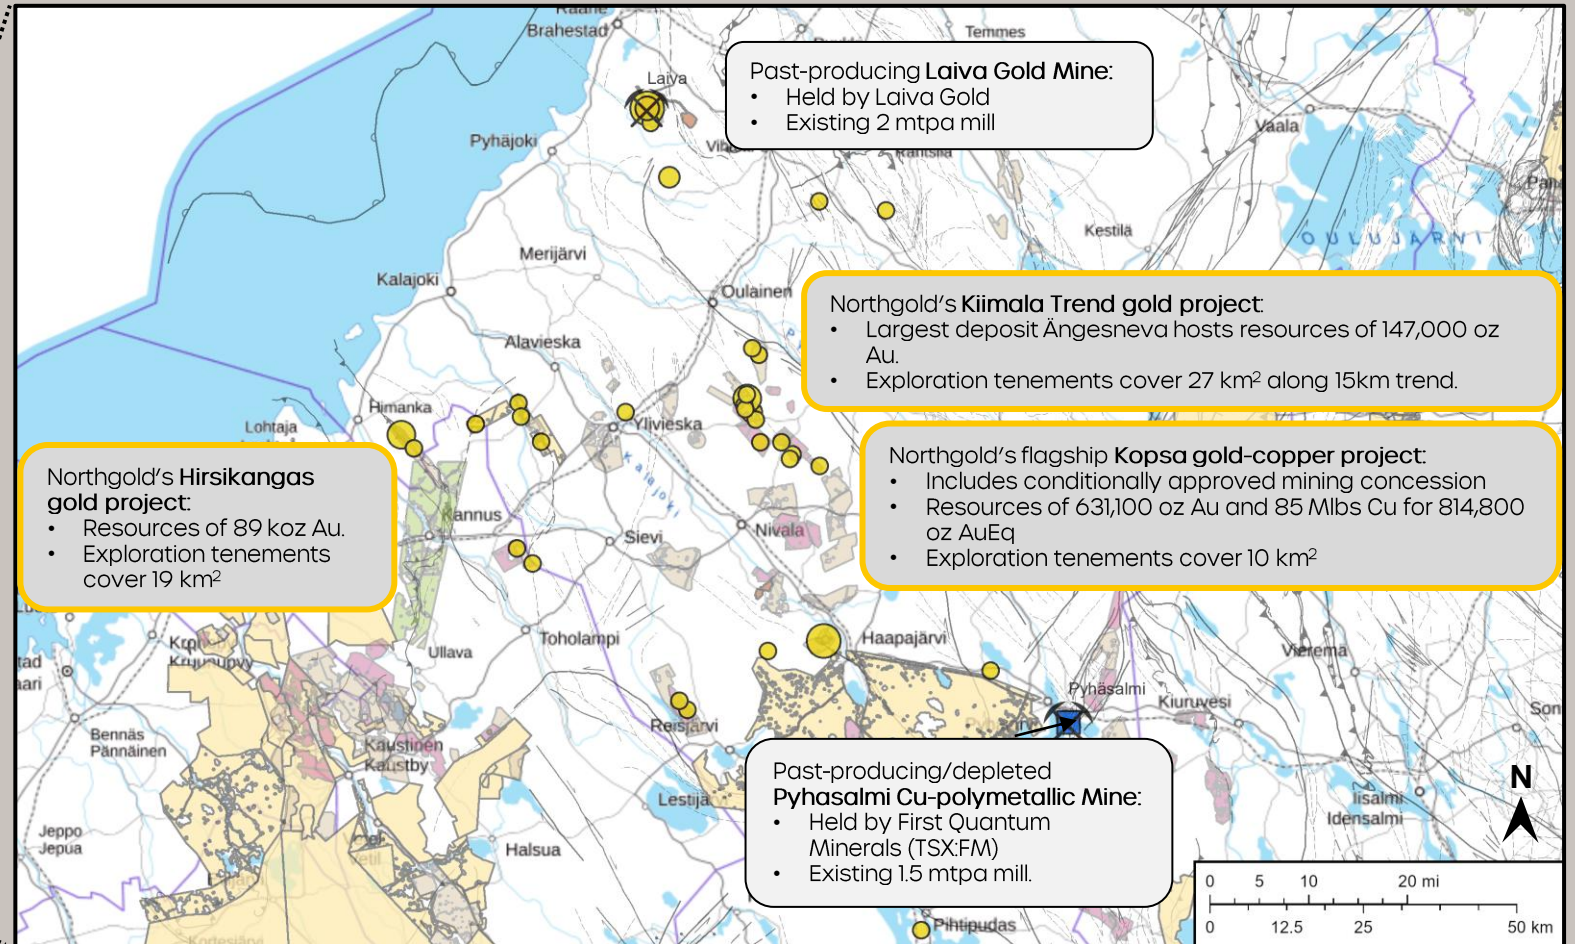 Raahe
Brahestad
Temmes
Laiva
Past-producing Laiva Gold Mine:
• Held by Laiva Gold
• Existing 2 mtpa mill
Pyhäjoki
Vaala
Rantsila
Kestilä
OULUJÄRVI
Merijärvi
Kalajoki
Oulainen
Northgold's Kiimala Trend gold project:
• Largest deposit Ängesneva hosts resources of 147,000 oz
Au.
• Exploration tenements cover 27 km² along 15km trend.
Alavieska
Himanka
Lohtaja
Ylivieska
Kalajoki
Northgold's Hirsikangas
gold project:
• Resources of 89 koz Au.
• Exploration tenements
cover 19 km²
Northgold's flagship Kopsa gold-copper project:
• Includes conditionally approved mining concession
• Resources of 631,100 oz Au and 85 Mlbs Cu for 814,800
oz AuEq
• Exploration tenements cover 10 km²
Kannus
Sievi
Nivala
Toholampi
Haapajärvi
Ullava
Kruunupyy
Vieremä
Pyhäsalmi
Kiuruvesi
Reisjärvi
Bennäs
Pännäinen
Kaustinen
Kaustby
Past-producing/depleted
Pyhasalmi Cu-polymetallic Mine:
• Held by First Quantum
Minerals (TSX:FM)
• Existing 1.5 mtpa mill.
Lestijä
N
Iisalmi
Idensalmi
Jeppo
Jepua
Vetil
Halsua
Pihtipudas
Kortesjärvi
0 5 10 20 mi
0 12.5 25 50 km